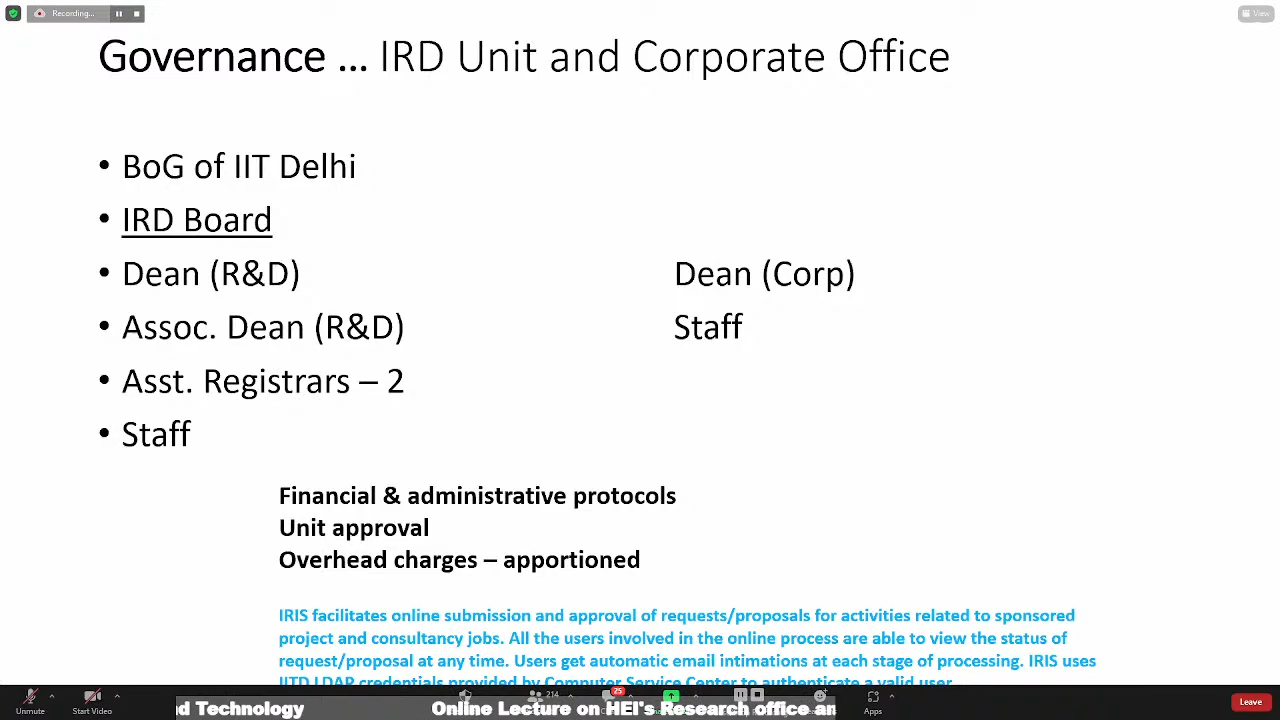 Recording...
View
Governance ... IRD Unit and Corporate Office
• BoG of IIT Delhi
• IRD Board
• Dean (R&D)
Dean (Corp)
• Assoc. Dean (R&D)
Staff
• Asst. Registrars – 2
• Staff
Financial & administrative protocols
Unit approval
Overhead charges – apportioned
IRIS facilitates online submission and approval of requests/proposals for activities related to sponsored
project and consultancy jobs. All the users involved in the online process are able to view the status of
request/proposal at any time. Users get automatic email intimations at each stage of processing. IRIS uses
IITD LDAP credentials provided by Computer Service Center to authenticate a valid user
Unmute
Start Video
214
25
Apps
Leave
d Technology
Online Lecture on HEI's Research office an